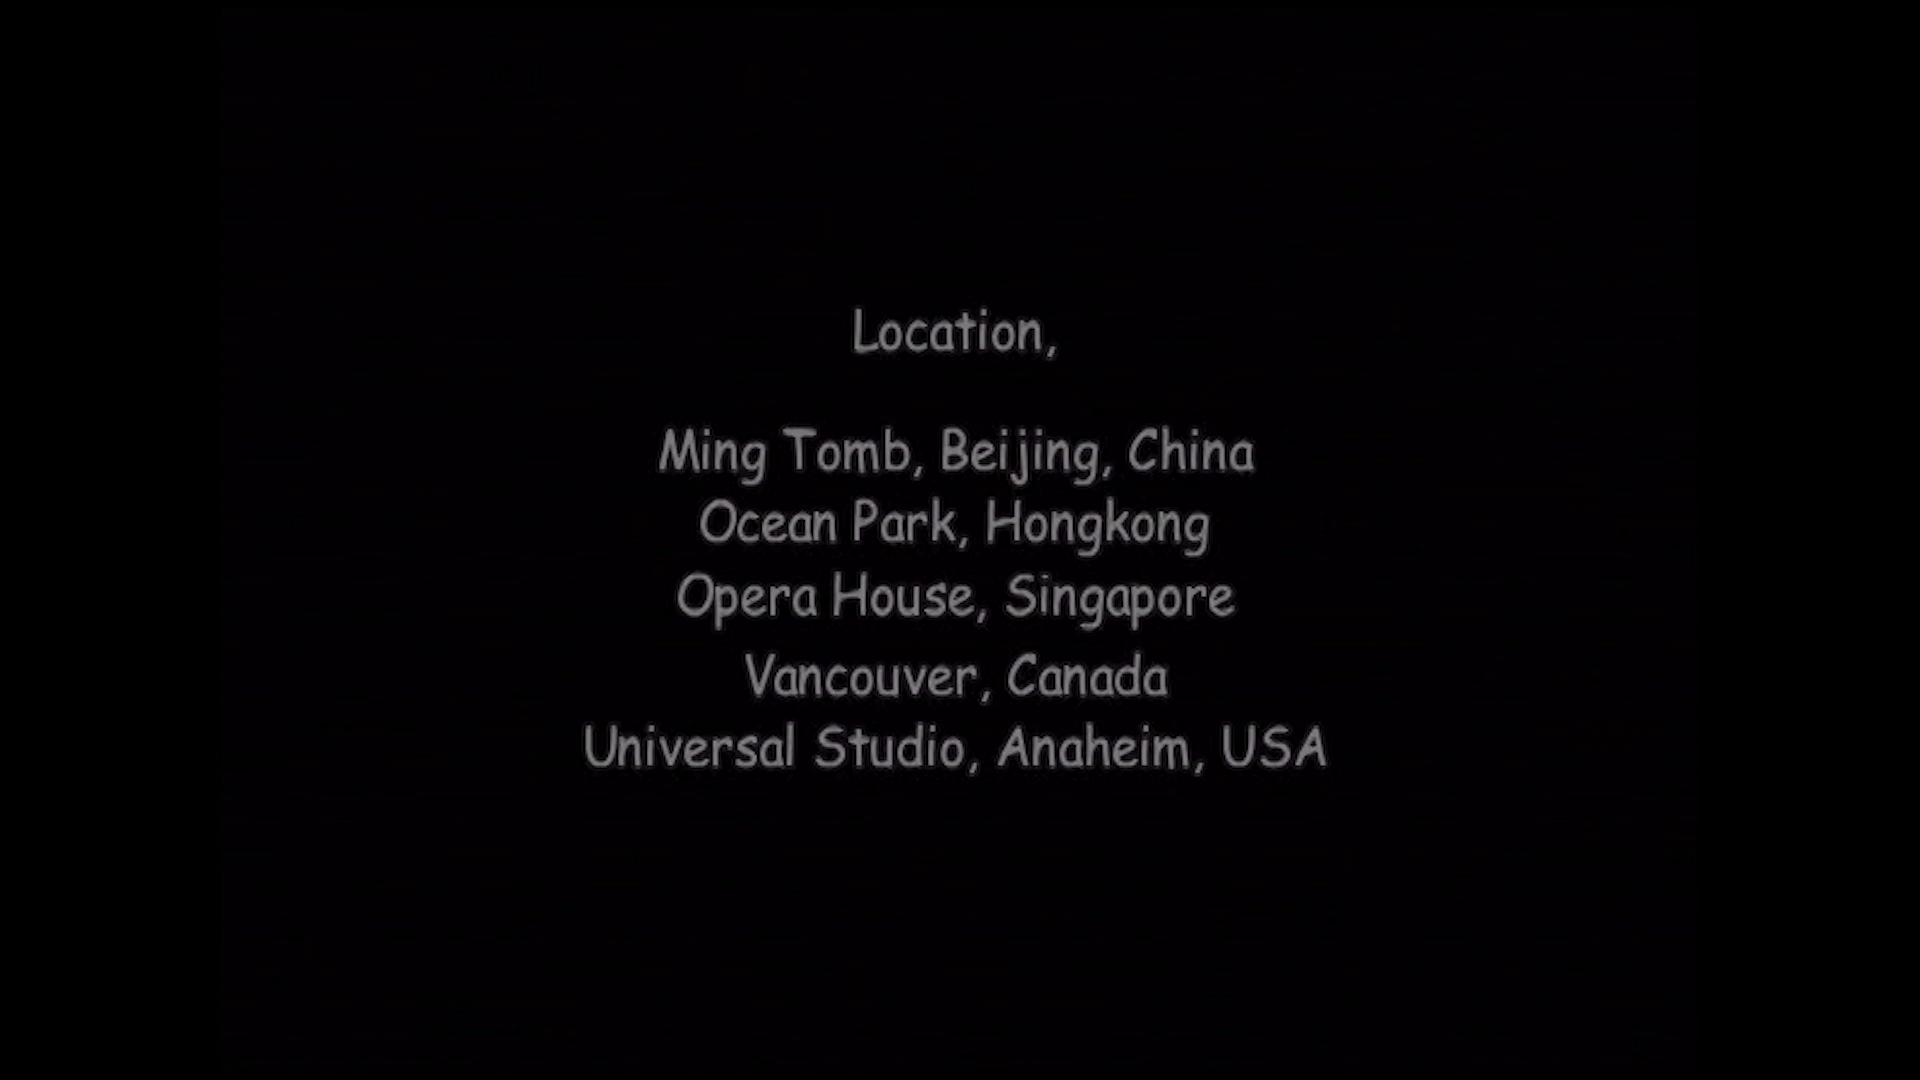 Location,
Ming Tomb, Beijing, China
Ocean Park, Hongkong
Opera House, Singapore
Vancouver, Canada
Universal Studio, Anaheim, USA